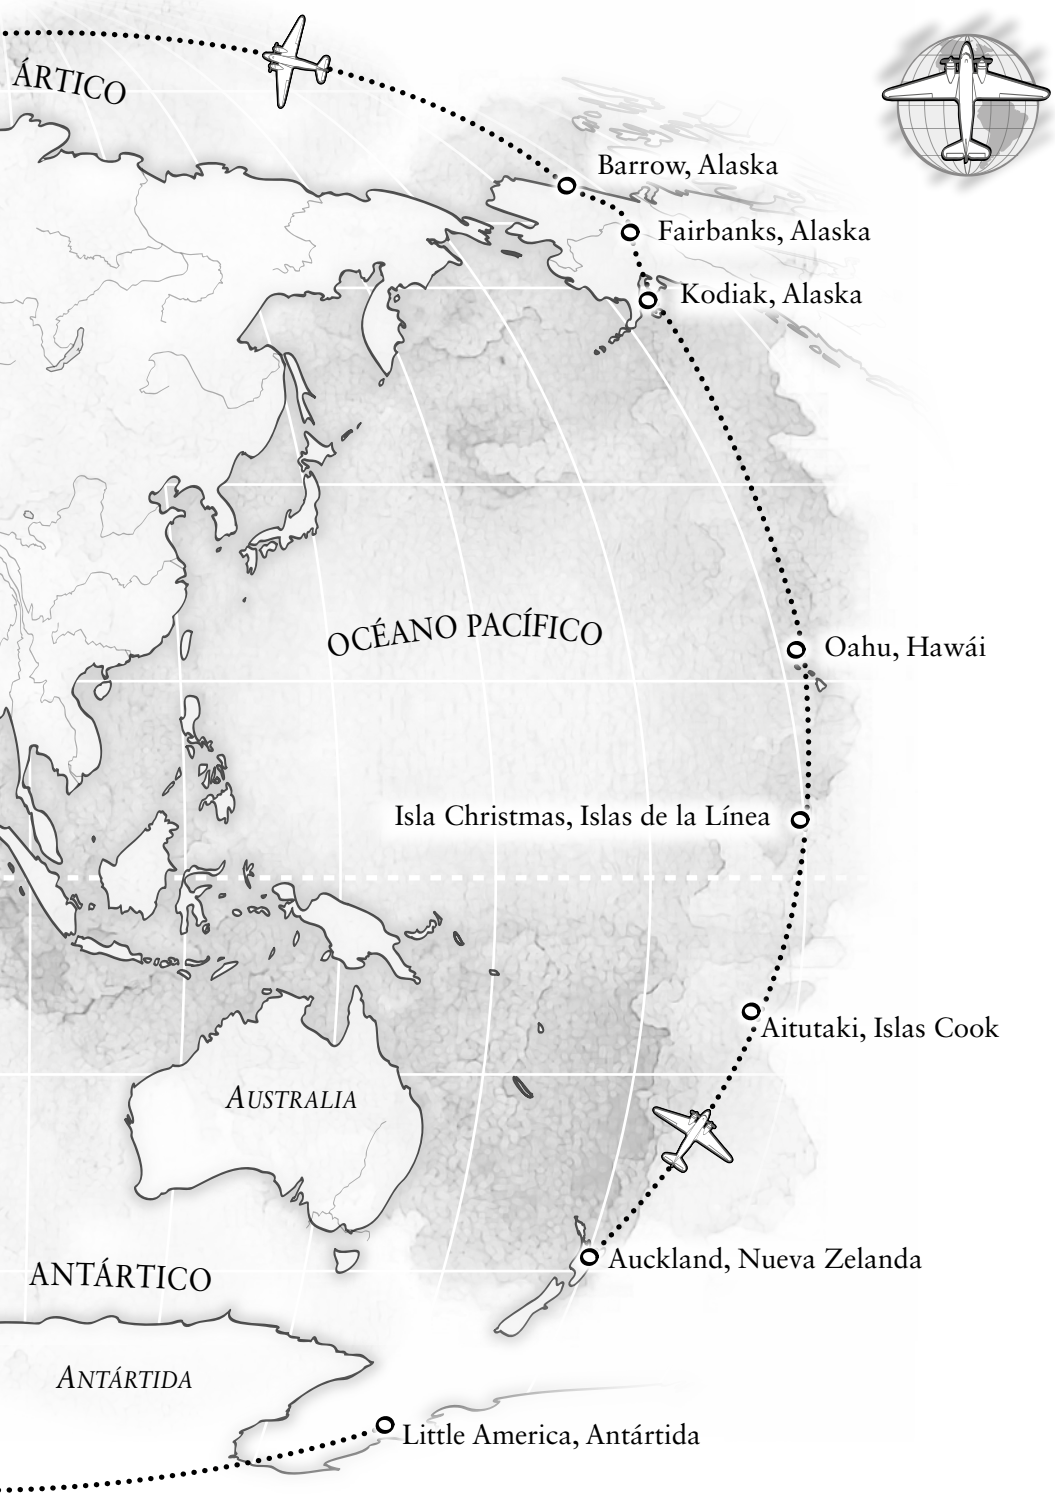 ÁRTICO
Barrow, Alaska
Fairbanks, Alaska
Kodiak, Alaska
OCÉANO PACÍFICO
Oahu, Hawái
Isla Christmas, Islas de la Línea
Aitutaki, Islas Cook
AUSTRALIA
Auckland, Nueva Zelanda
ANTÁRTICO
ANTÁRTIDA
Little America, Antártida